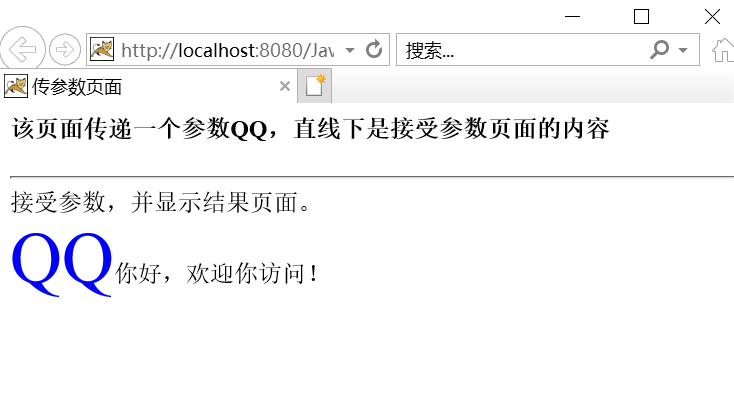 http://localhost:8080/Jav
搜索...
传参数页面
该页面传递一个参数QQ，直线下是接受参数页面的内容
接受参数，并显示结果页面。
QQ你好，欢迎你访问！